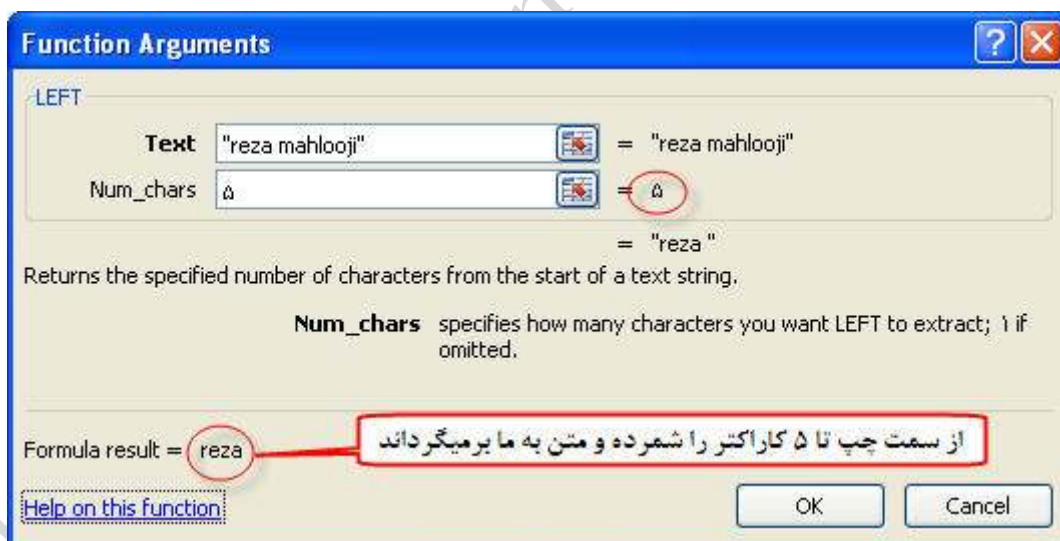 Function Arguments
LEFT
Text "reza mahlooji" = "reza mahlooji"
Num_chars ۵ = ۵
= "reza "
Returns the specified number of characters from the start of a text string.
Num_chars specifies how many characters you want LEFT to extract; ۱ if
omitted.
Formula result = reza
از سمت چپ تا ۵ کاراکتر را شمرده و متن به ما برمیگرداند
Help on this function
OK Cancel